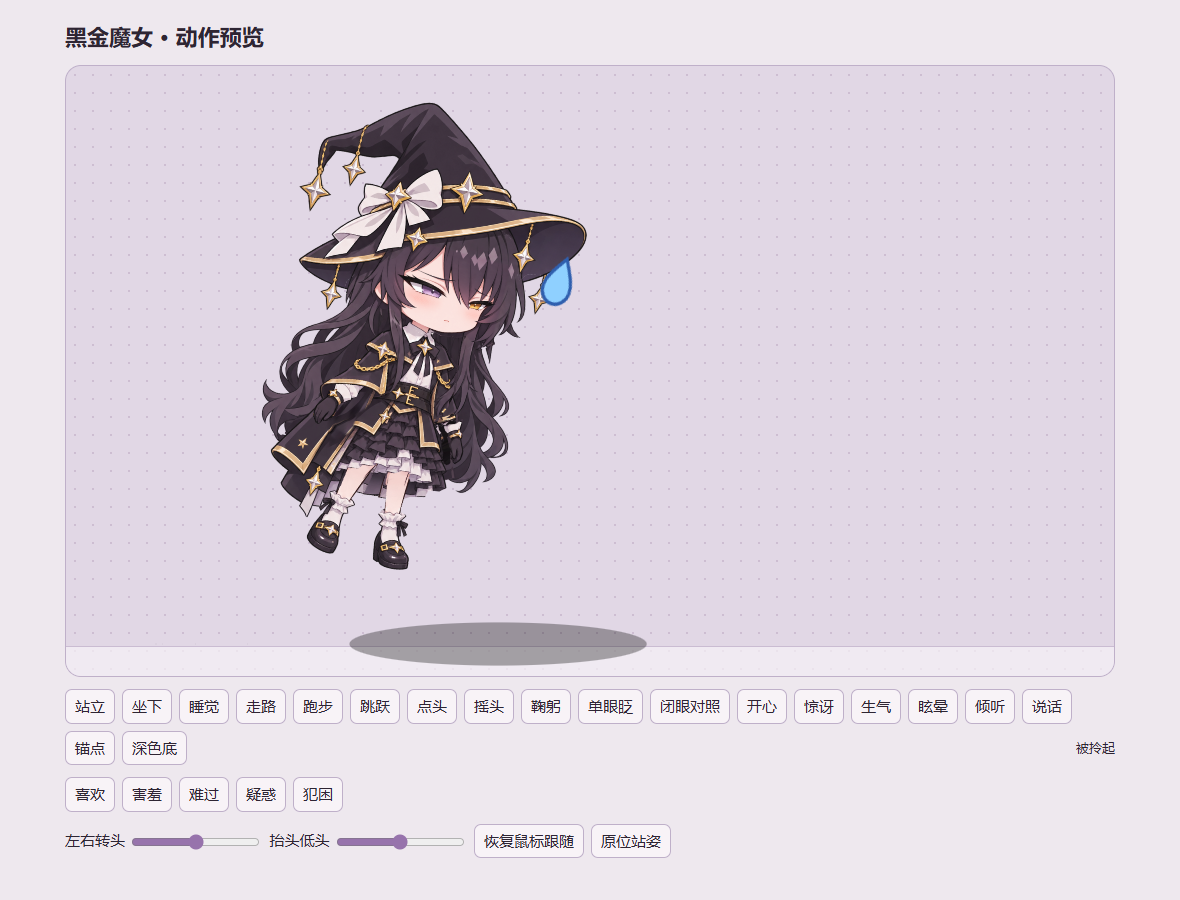 黑金魔女・动作预览
站立 坐下 睡觉 走路 跑步 跳跃 点头 摇头 鞠躬 单眼眨 闭眼对照 开心 惊讶 生气 眩晕 倾听 说话
锚点 深色底 被拎起
喜欢 害羞 难过 疑惑 犯困
左右转头 抬头低头 恢复鼠标跟随 原位站姿